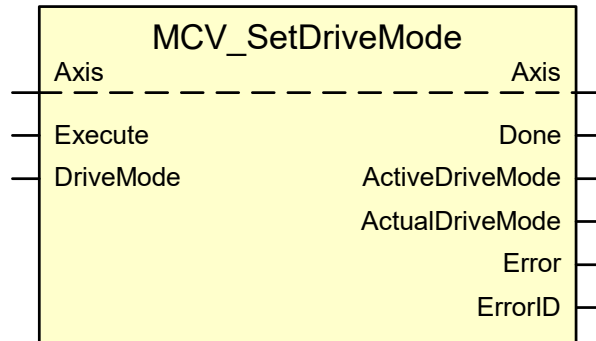 MCV_SetDriveMode
Axis Axis
Execute Done
DriveMode ActiveDriveMode
ActualDriveMode
Error
ErrorID